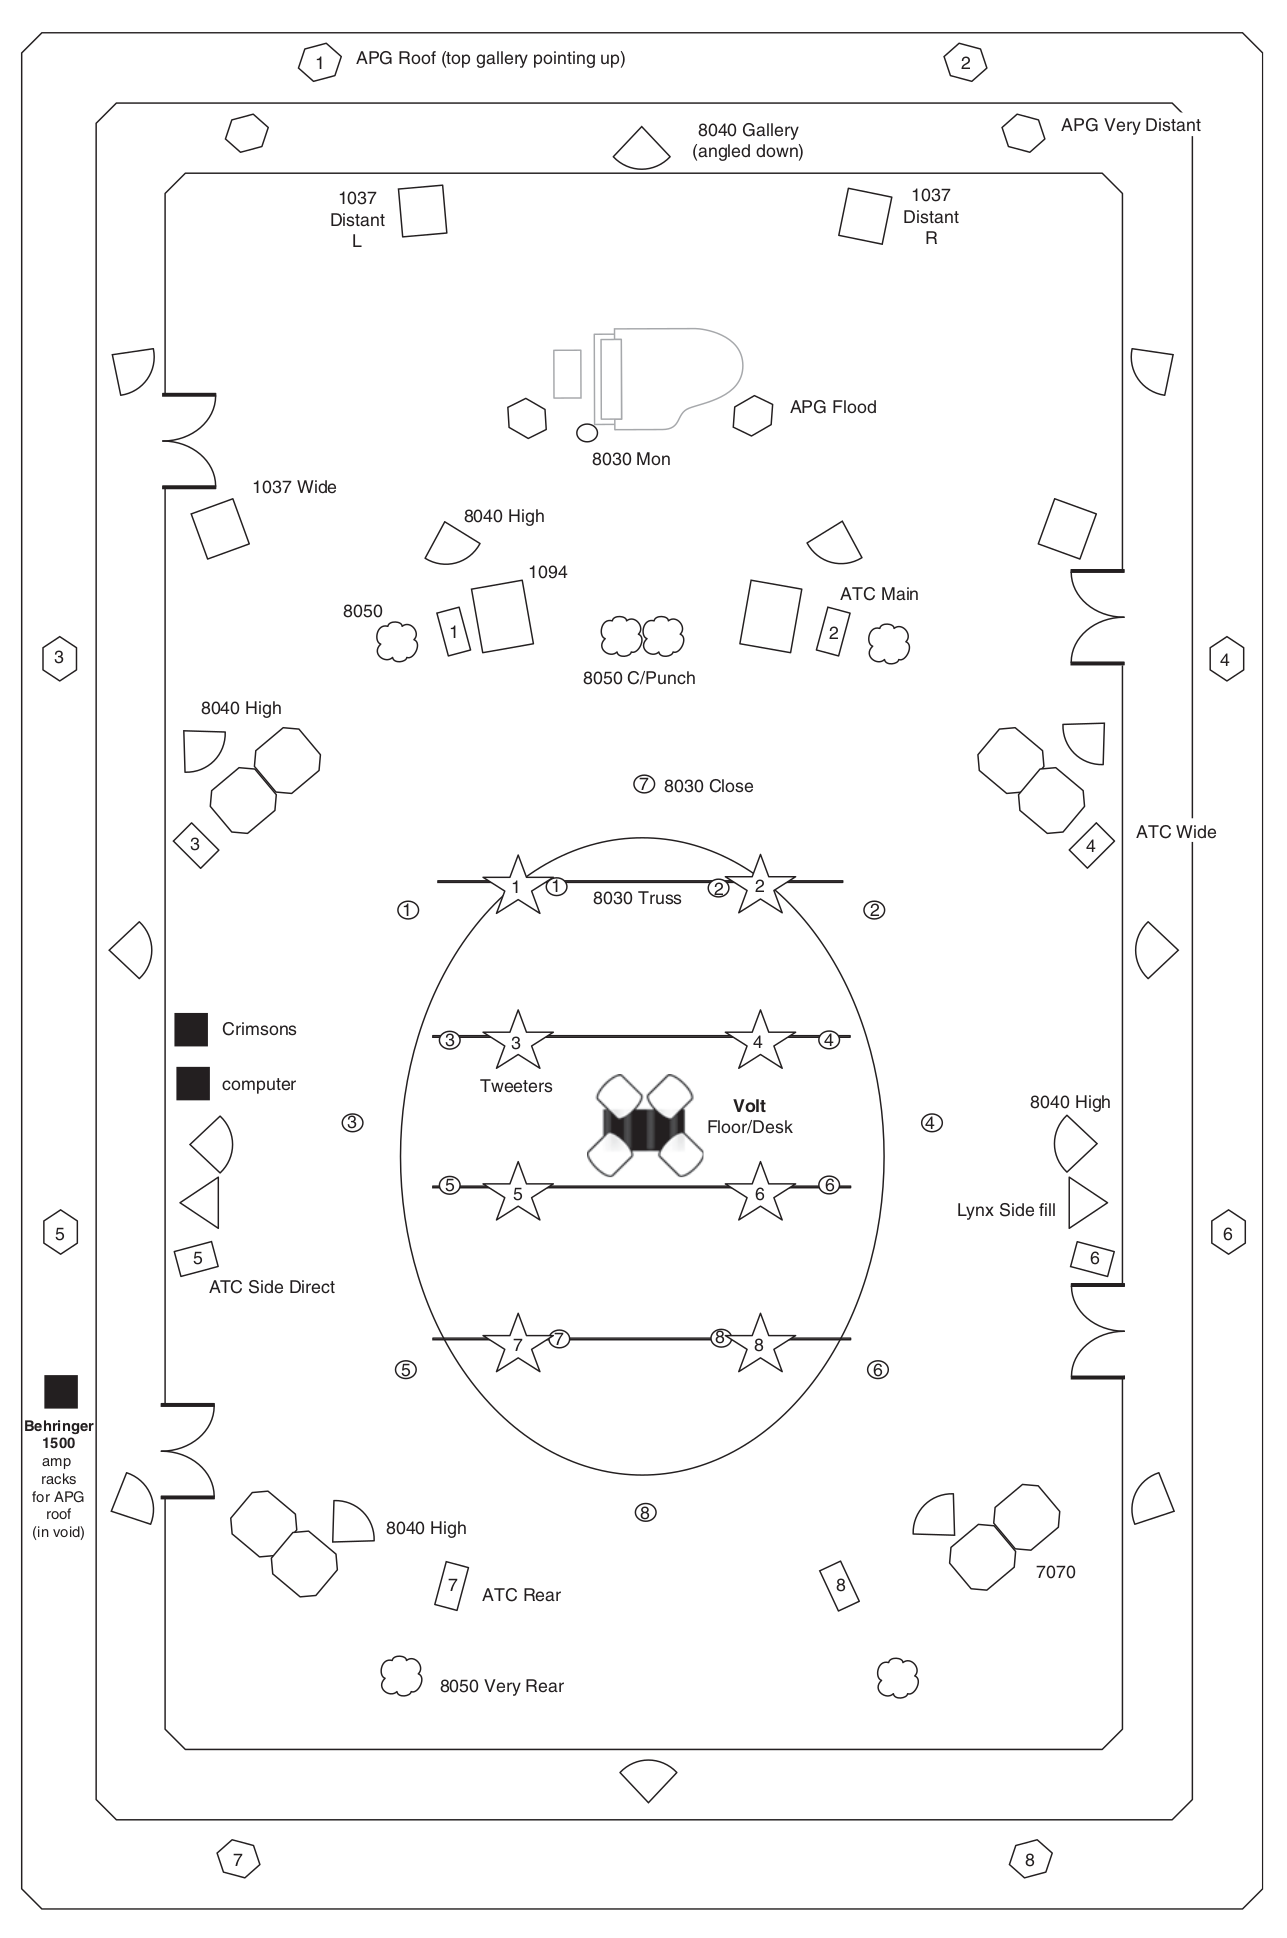 1
APG Roof (top gallery pointing up)
2
APG Very Distant
8040 Gallery
(angled down)
1037
Distant
L
1037
Distant
R
APG Flood
8030 Mon
1037 Wide
8040 High
1094
8050
1
ATC Main
2
8050 C/Punch
3
4
8040 High
7
8030 Close
3
4
ATC Wide
1
1
1
8030 Truss
2
2
2
3
3
4
4
Crimsons
computer
Tweeters
Volt
Floor/Desk
3
4
8040 High
5
5
6
6
Lynx Side fill
5
6
5
ATC Side Direct
6
7
7
8
8
5
6
Behringer
1500
amp
racks
for APG
roof
(in void)
8
8040 High
7
ATC Rear
8
7070
8050 Very Rear
7
8